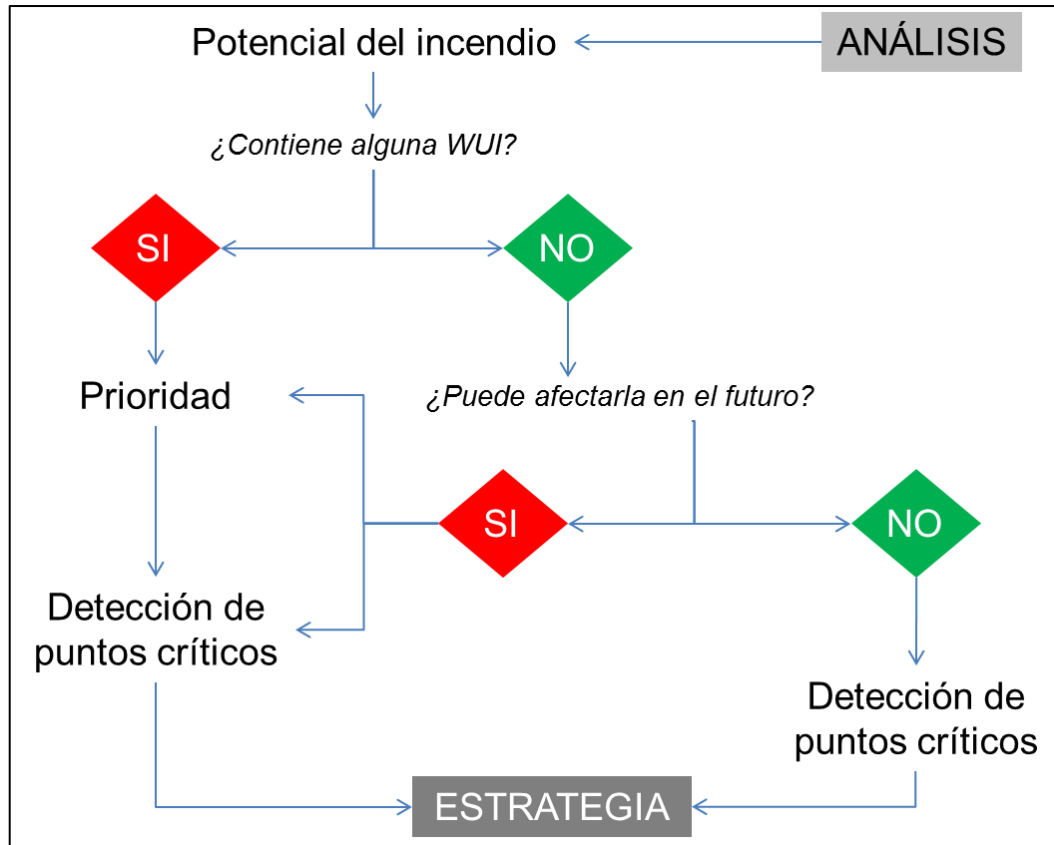 Potencial del incendio
ANÁLISIS
¿Contiene alguna WUI?
SI
NO
Prioridad
¿Puede afectarla en el futuro?
SI
NO
Detección de
puntos críticos
Detección de
puntos críticos
ESTRATEGIA